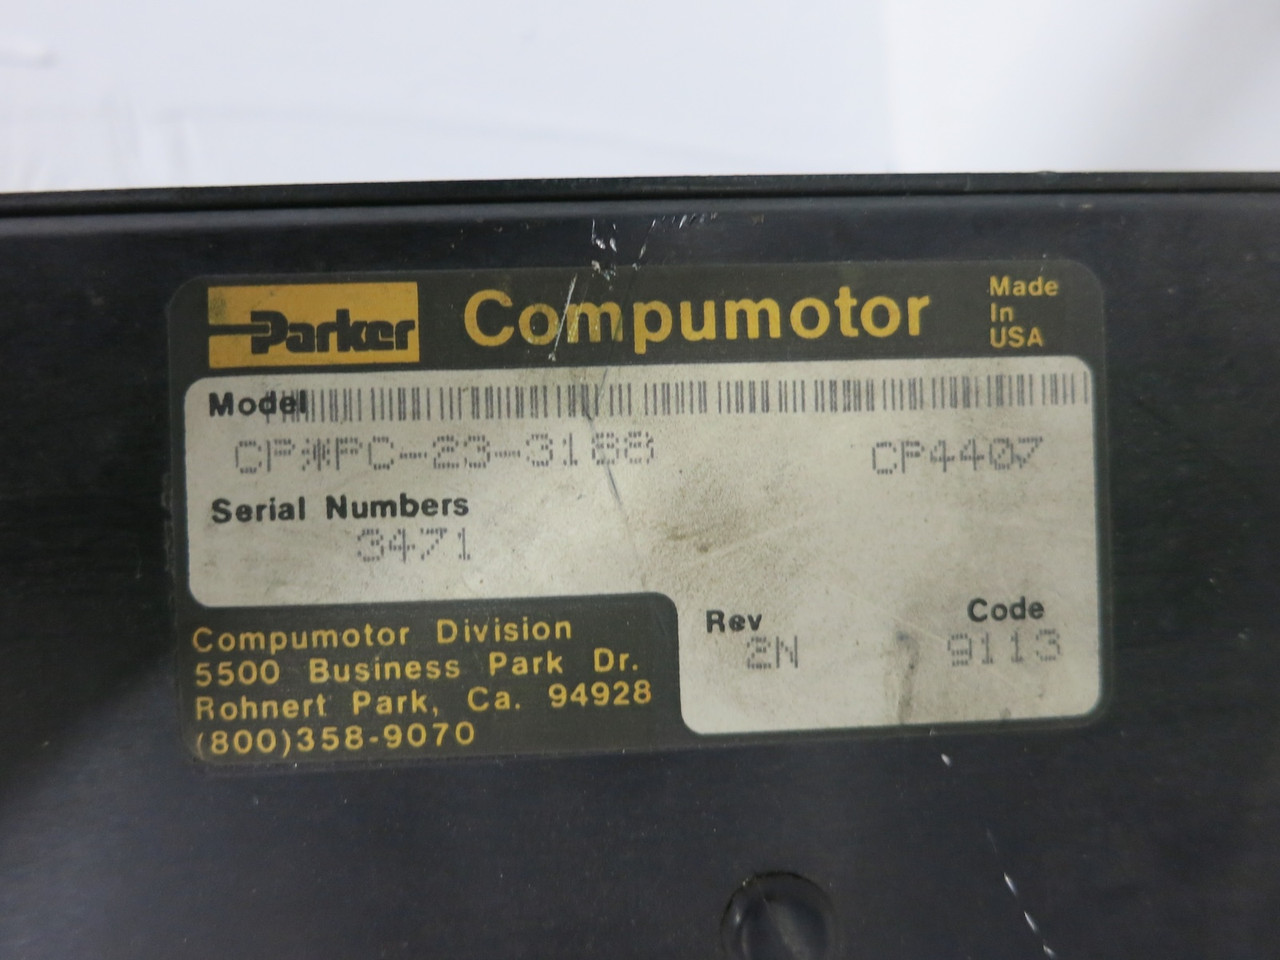 Parker Compumotor Made In USA
Model
CP*PC-23-3188 CP4407
Serial Numbers
3471
Rev 2N
Code 9113
Compumotor Division
5500 Business Park Dr.
Rohnert Park, Ca. 94928
(800)358-9070